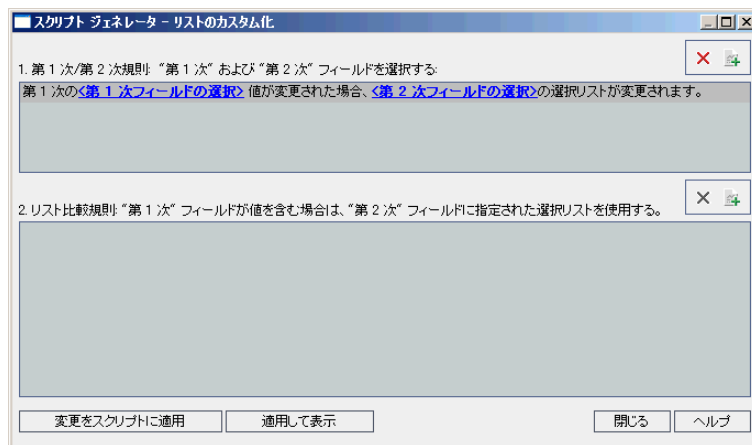 スクリプト ジェネレータ - リストのカスタム化
1. 第 1 次/第 2 次規則: "第 1 次" および "第 2 次" フィールドを選択する:
第 1 次の<第 1 次フィールドの選択> 値が変更された場合、<第 2 次フィールドの選択>の選択リストが変更されます。
2. リスト比較規則: "第 1 次" フィールドが値を含む場合は、"第 2 次" フィールドに指定された選択リストを使用する。
変更をスクリプトに適用
適用して表示
閉じる
ヘルプ